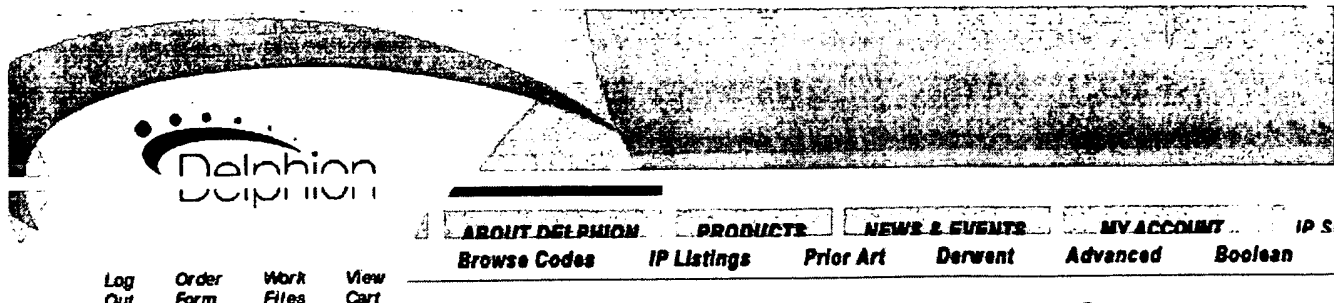 Delphion
ABOUT DELPHION PRODUCTS NEWS & EVENTS MY ACCOUNT IP S
Browse Codes IP Listings Prior Art Derwent Advanced Boolean
Log Order Work View
Out Form Files Cart